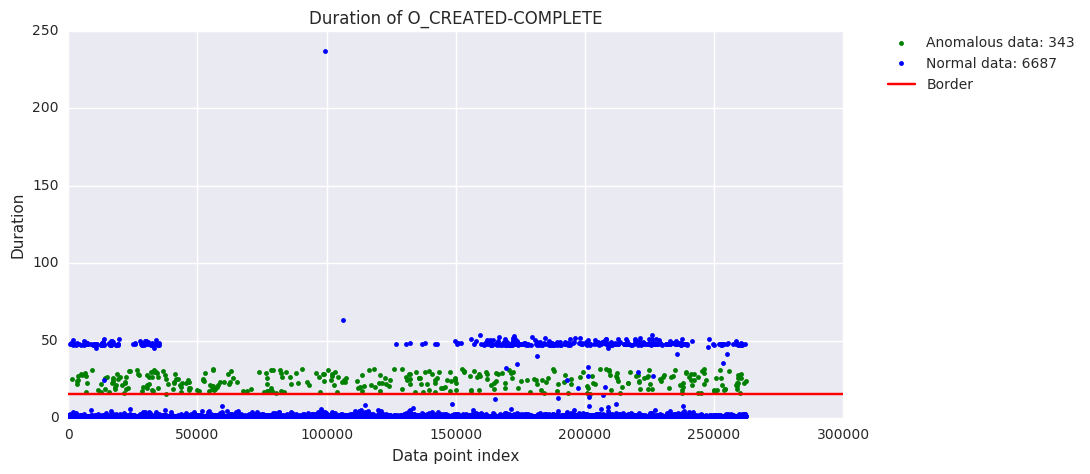 Duration of O_CREATED-COMPLETE
250
200
150
100
50
0
Duration
0
50000
100000
150000
200000
250000
300000
Data point index
Anomalous data: 343
Normal data: 6687
Border